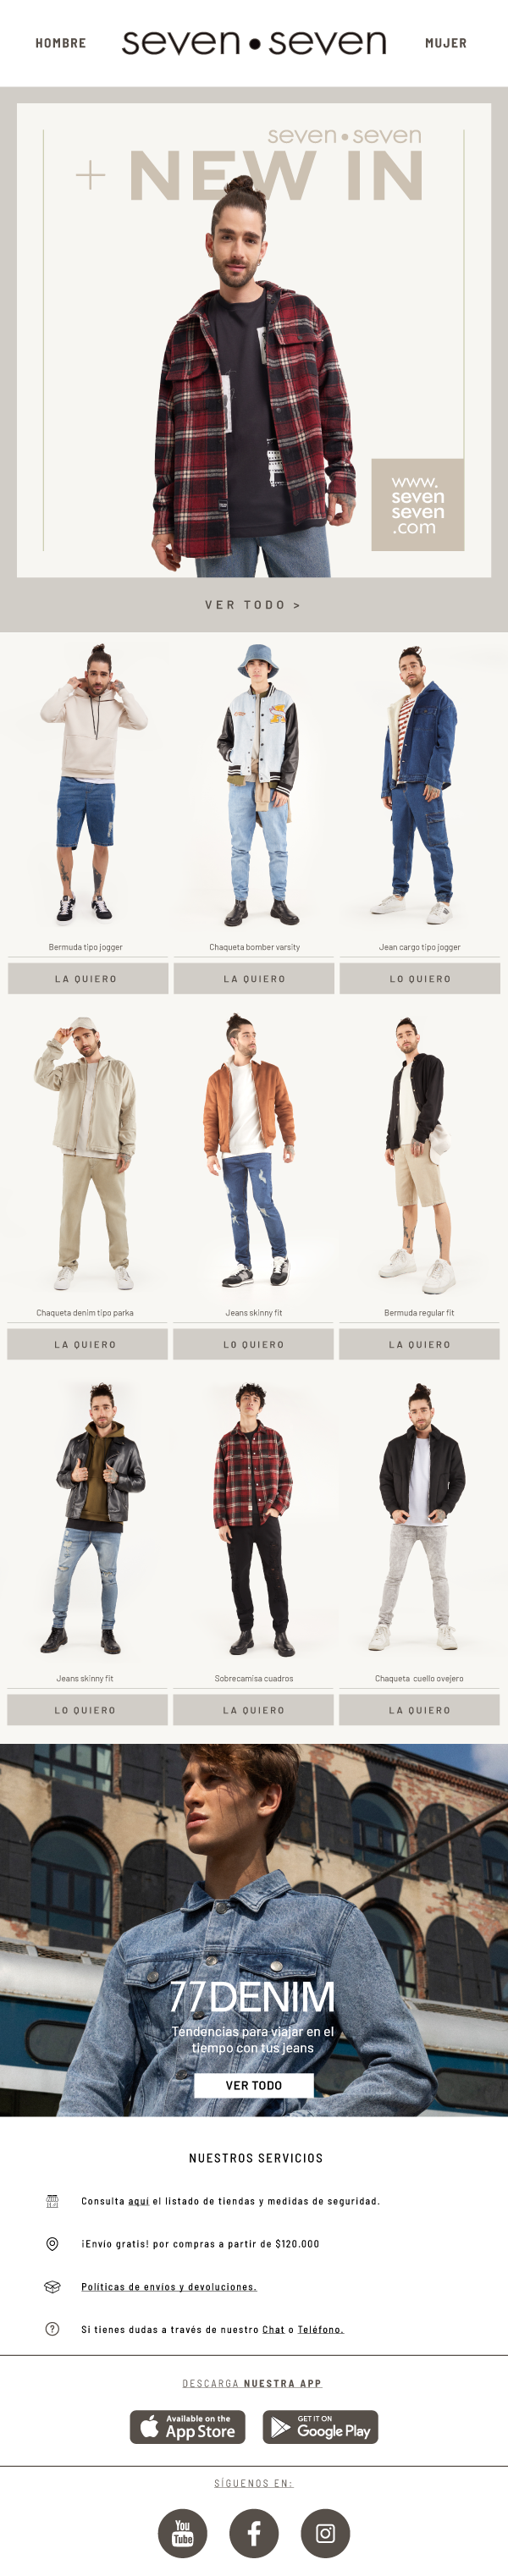 HOMBRE
seven•seven
MUJER
seven•seven
+ NEW IN
www.
seven
seven
.com
VER TODO >
Bermuda tipo jogger
Chaqueta bomber varsity
Jean cargo tipo jogger
LA QUIERO
LA QUIERO
LO QUIERO
Chaqueta denim tipo parka
Jeans skinny fit
Bermuda regular fit
LA QUIERO
LO QUIERO
LA QUIERO
Jeans skinny fit
Sobrecamisa cuadros
Chaqueta cuello ovejero
LO QUIERO
LA QUIERO
LA QUIERO
77DENIM
Tendencias para viajar en el
tiempo con tus jeans
VER TODO
NUESTROS SERVICIOS
Consulta aquí el listado de tiendas y medidas de seguridad.
¡Envío gratis! por compras a partir de $120.000
Políticas de envíos y devoluciones.
Si tienes dudas a través de nuestro Chat o Teléfono.
DESCARGA NUESTRA APP
Available on the
App Store
GET IT ON
Google Play
SÍGUENOS EN:
You
Tube